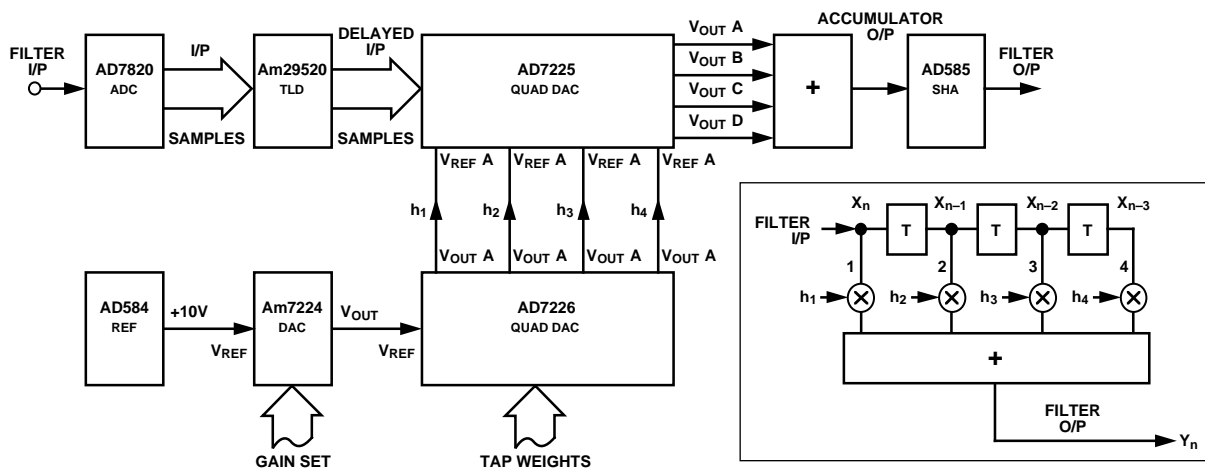 FILTER
I/P
AD7820
ADC
I/P
SAMPLES
Am29520
TLD
DELAYED
I/P
SAMPLES
AD7225
QUAD DAC
VOUT A
VOUT B
VOUT C
VOUT D
+
ACCUMULATOR
O/P
AD585
SHA
FILTER
O/P
VREF A VREF A VREF A VREF A
h1 h2 h3 h4
VOUT A VOUT A VOUT A VOUT A
AD584
REF
+10V
VREF
Am7224
DAC
VOUT
VREF
AD7226
QUAD DAC
GAIN SET
TAP WEIGHTS
Xn Xn–1 Xn–2 Xn–3
FILTER
I/P
T T T
1 2 3 4
h1 h2 h3 h4
+
FILTER
O/P
Yn